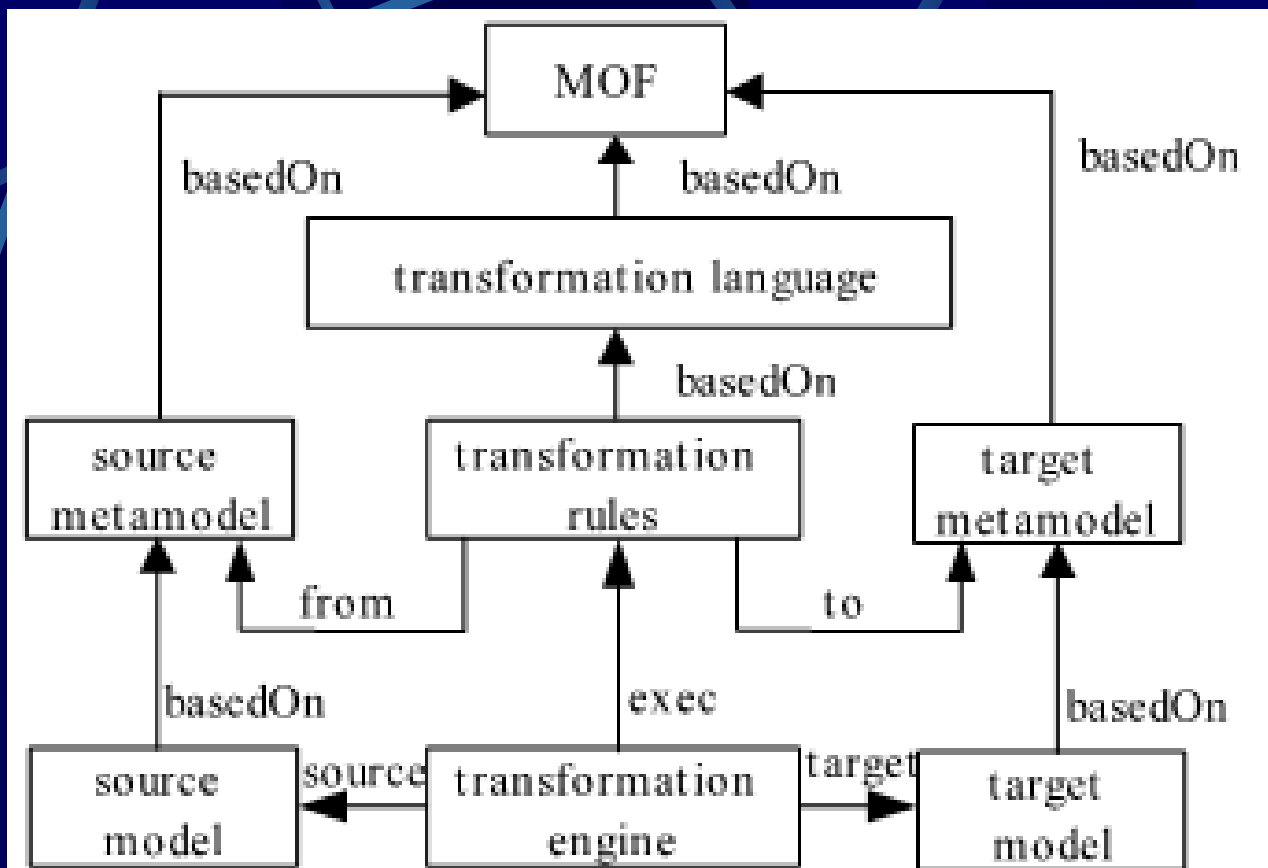 MOF
basedOn
basedOn
basedOn
transformation language
basedOn
source
metamodel
transformation
rules
target
metamodel
from
to
basedOn
exec
basedOn
source
model
source
transformation
engine
target
target
model